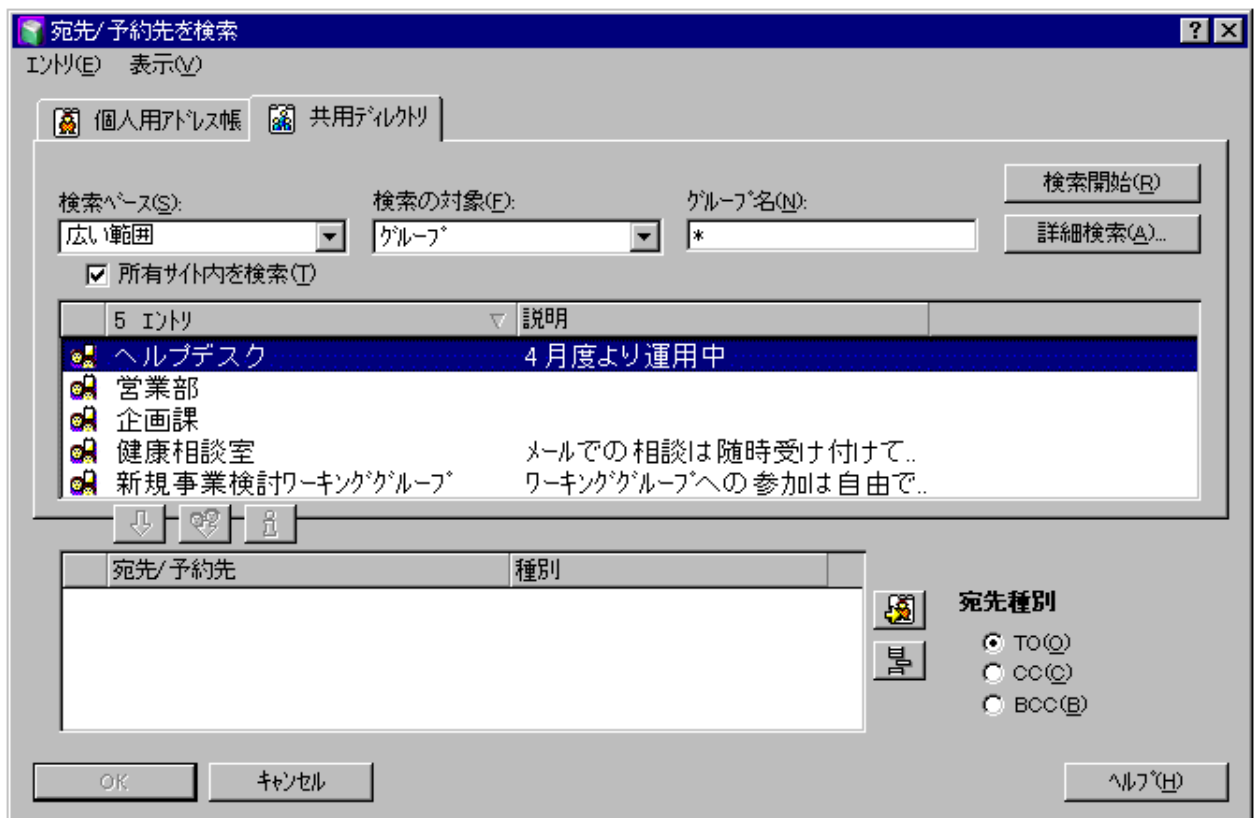 宛先/予約先を検索
エントリ(E) 表示(V)
個人用アドレス帳 共用ディレクトリ
検索ベース(S): 検索の対象(F): グループ名(N): 検索開始(R)
広い範囲 グループ * 詳細検索(A)...
所有サイト内を検索(T)
5 エントリ 説明
ヘルプデスク 4月度より運用中
営業部
企画課
健康相談室 メールでの相談は随時受け付けて..
新規事業検討ワーキンググループ ワーキンググループへの参加は自由で..
宛先/予約先 種別
宛先種別
TO(O)
CC(C)
BCC(B)
OK キャンセル ヘルプ(H)